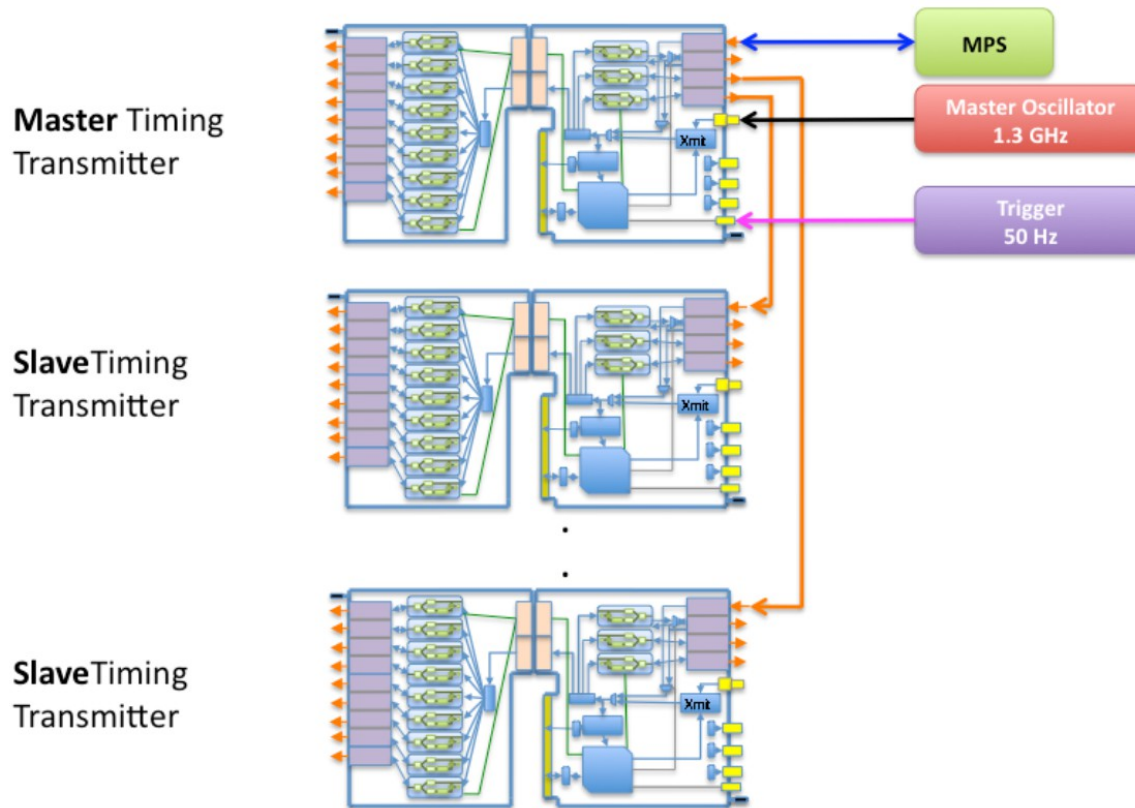 MPS
Master Timing
Transmitter
Master Oscillator
1.3 GHz
Xmit
Trigger
50 Hz
SlaveTiming
Transmitter
Xmit
SlaveTiming
Transmitter
Xmit